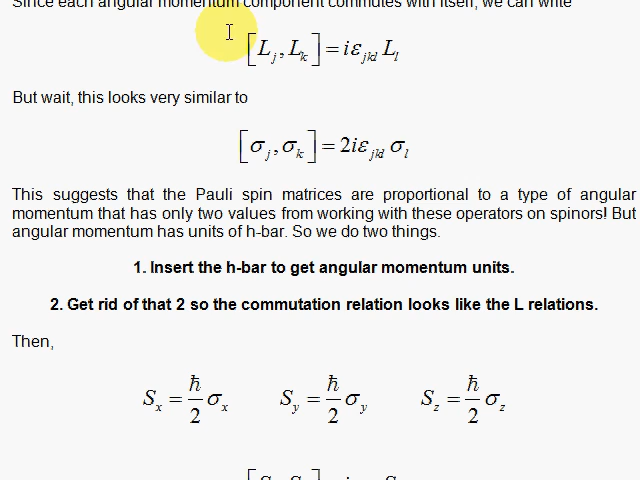 Since each angular momentum component commutes with itself, we can write
[L_j, L_k] = iε_jkl L_l
But wait, this looks very similar to
[σ_j, σ_k] = 2iε_jkl σ_l
This suggests that the Pauli spin matrices are proportional to a type of angular
momentum that has only two values from working with these operators on spinors! But
angular momentum has units of h-bar. So we do two things.
1. Insert the h-bar to get angular momentum units.
2. Get rid of that 2 so the commutation relation looks like the L relations.
Then,
S_x = ħ/2 σ_x S_y = ħ/2 σ_y S_z = ħ/2 σ_z